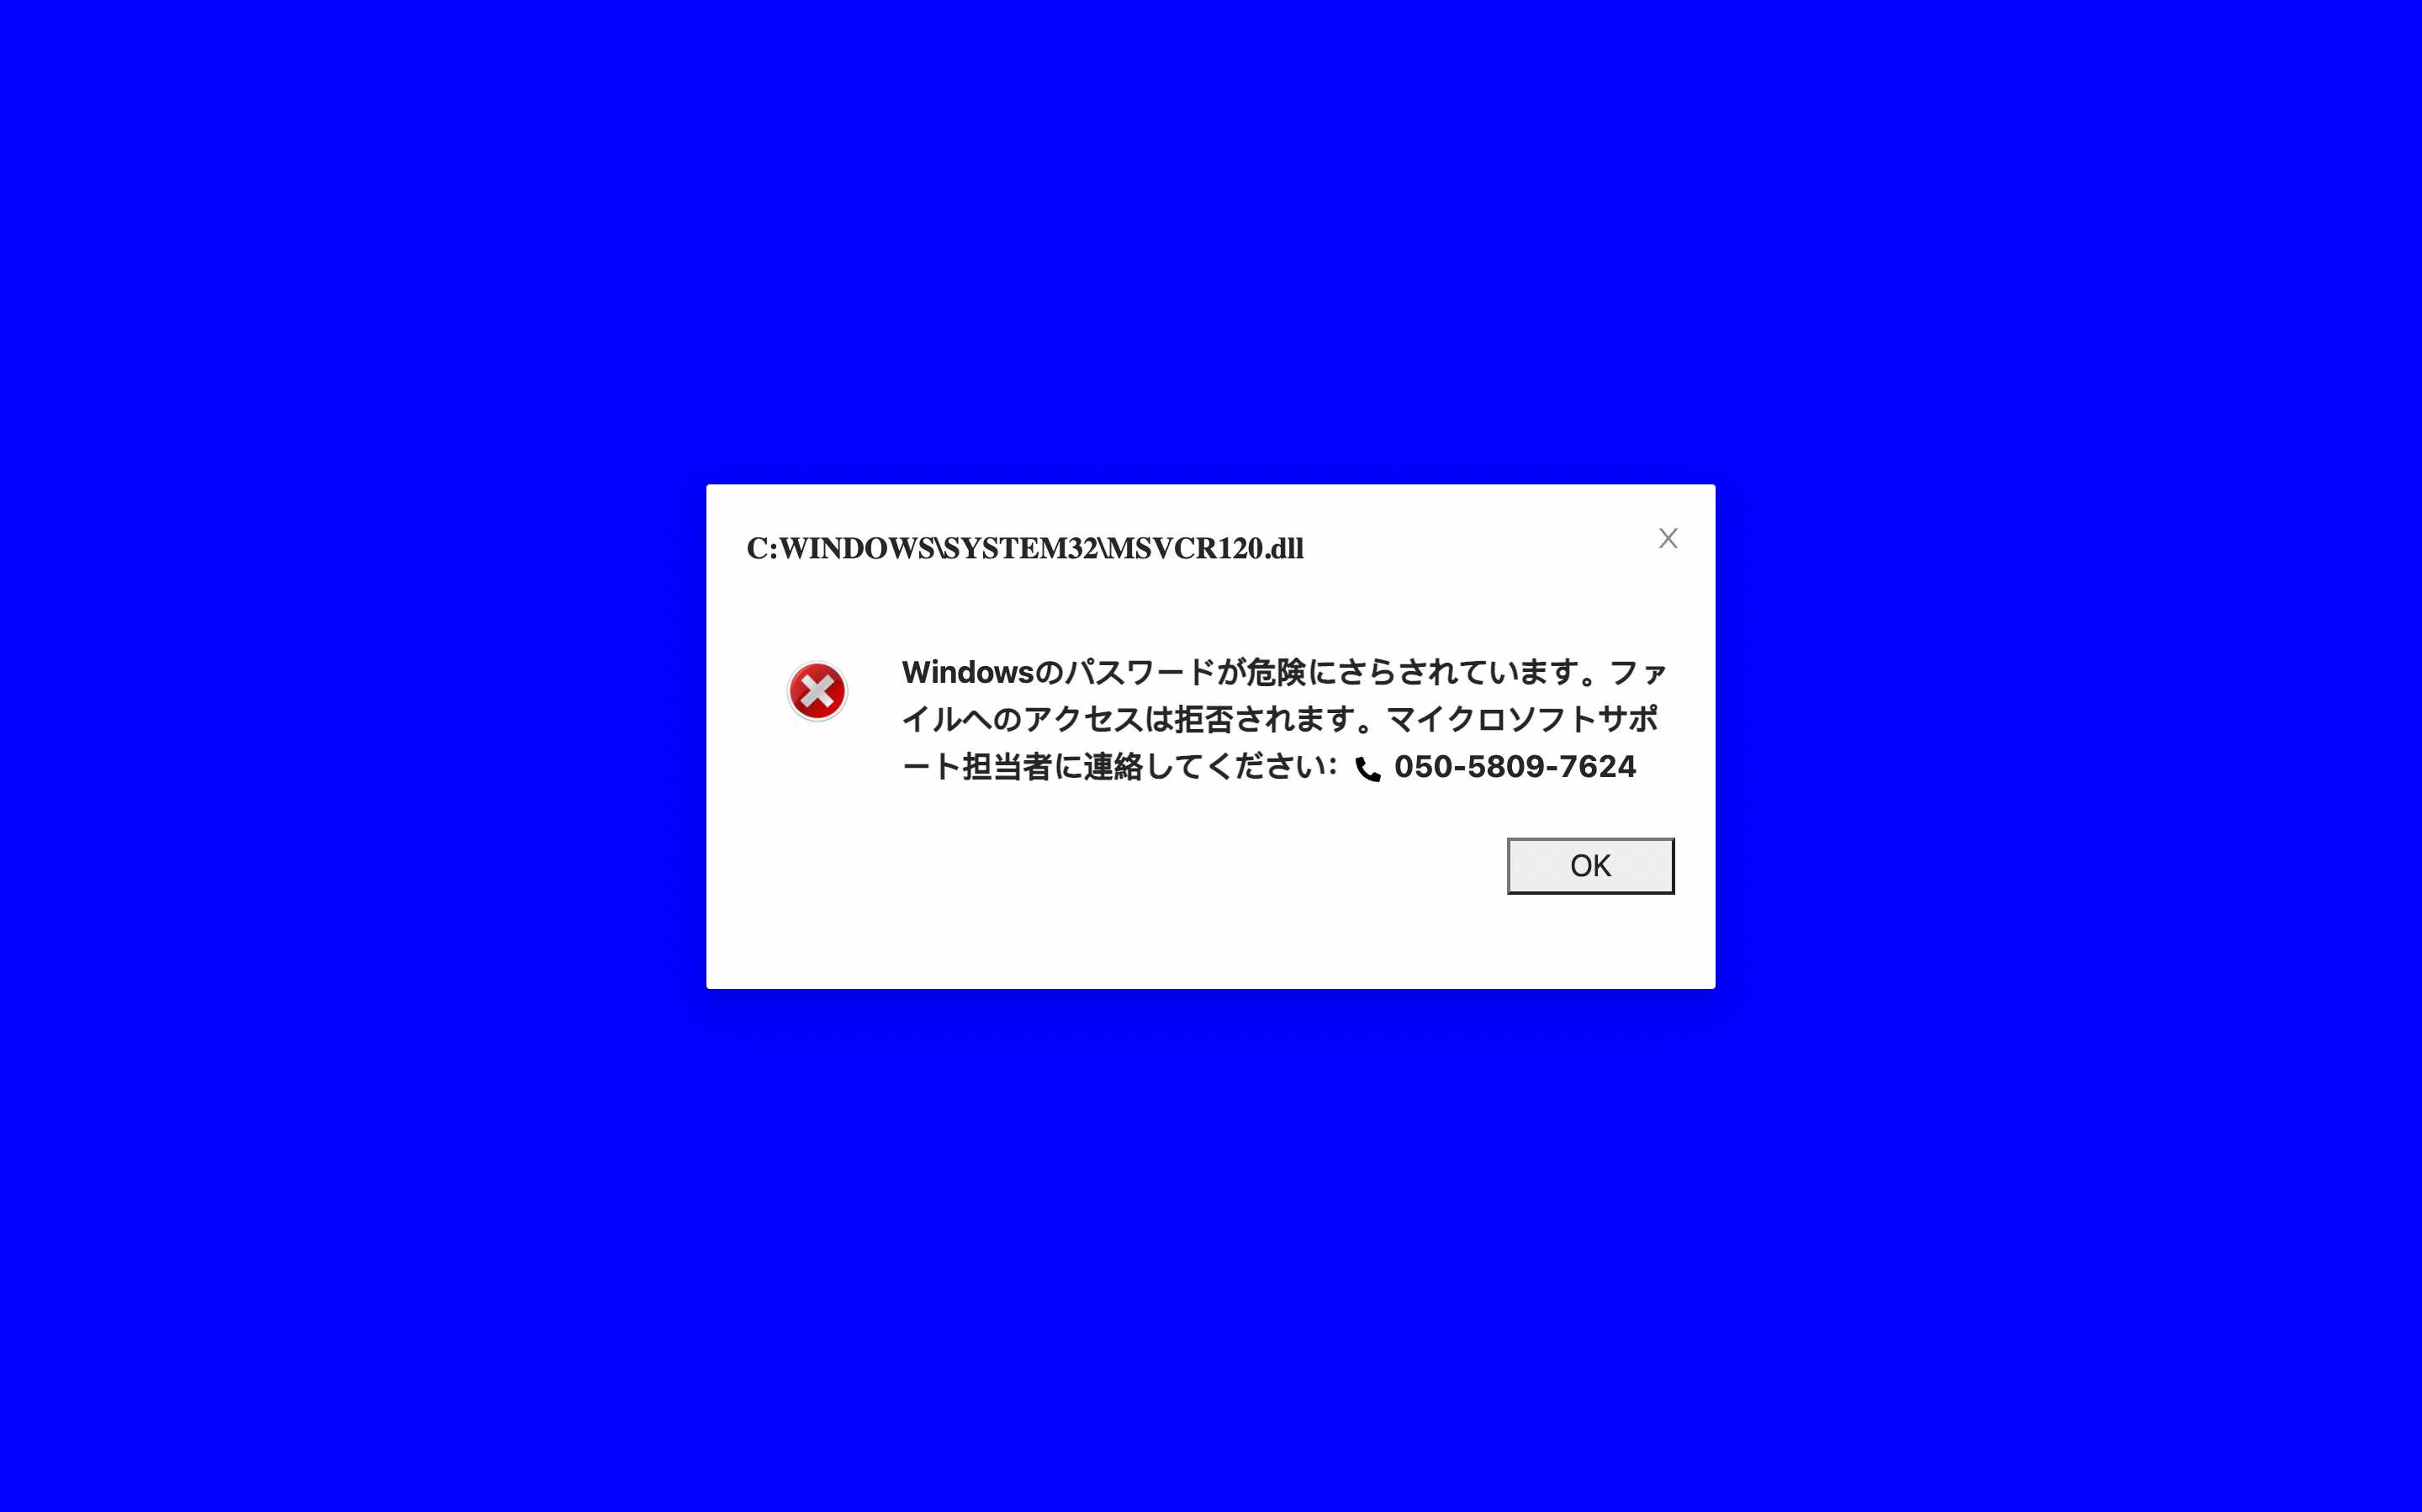 C:WINDOWS\SYSTEM32\MSVCR120.dll
X
Windowsのパスワードが危険にさらされています。ファ
イルへのアクセスは拒否されます。マイクロソフトサポ
ート担当者に連絡してください: 050-5809-7624
OK